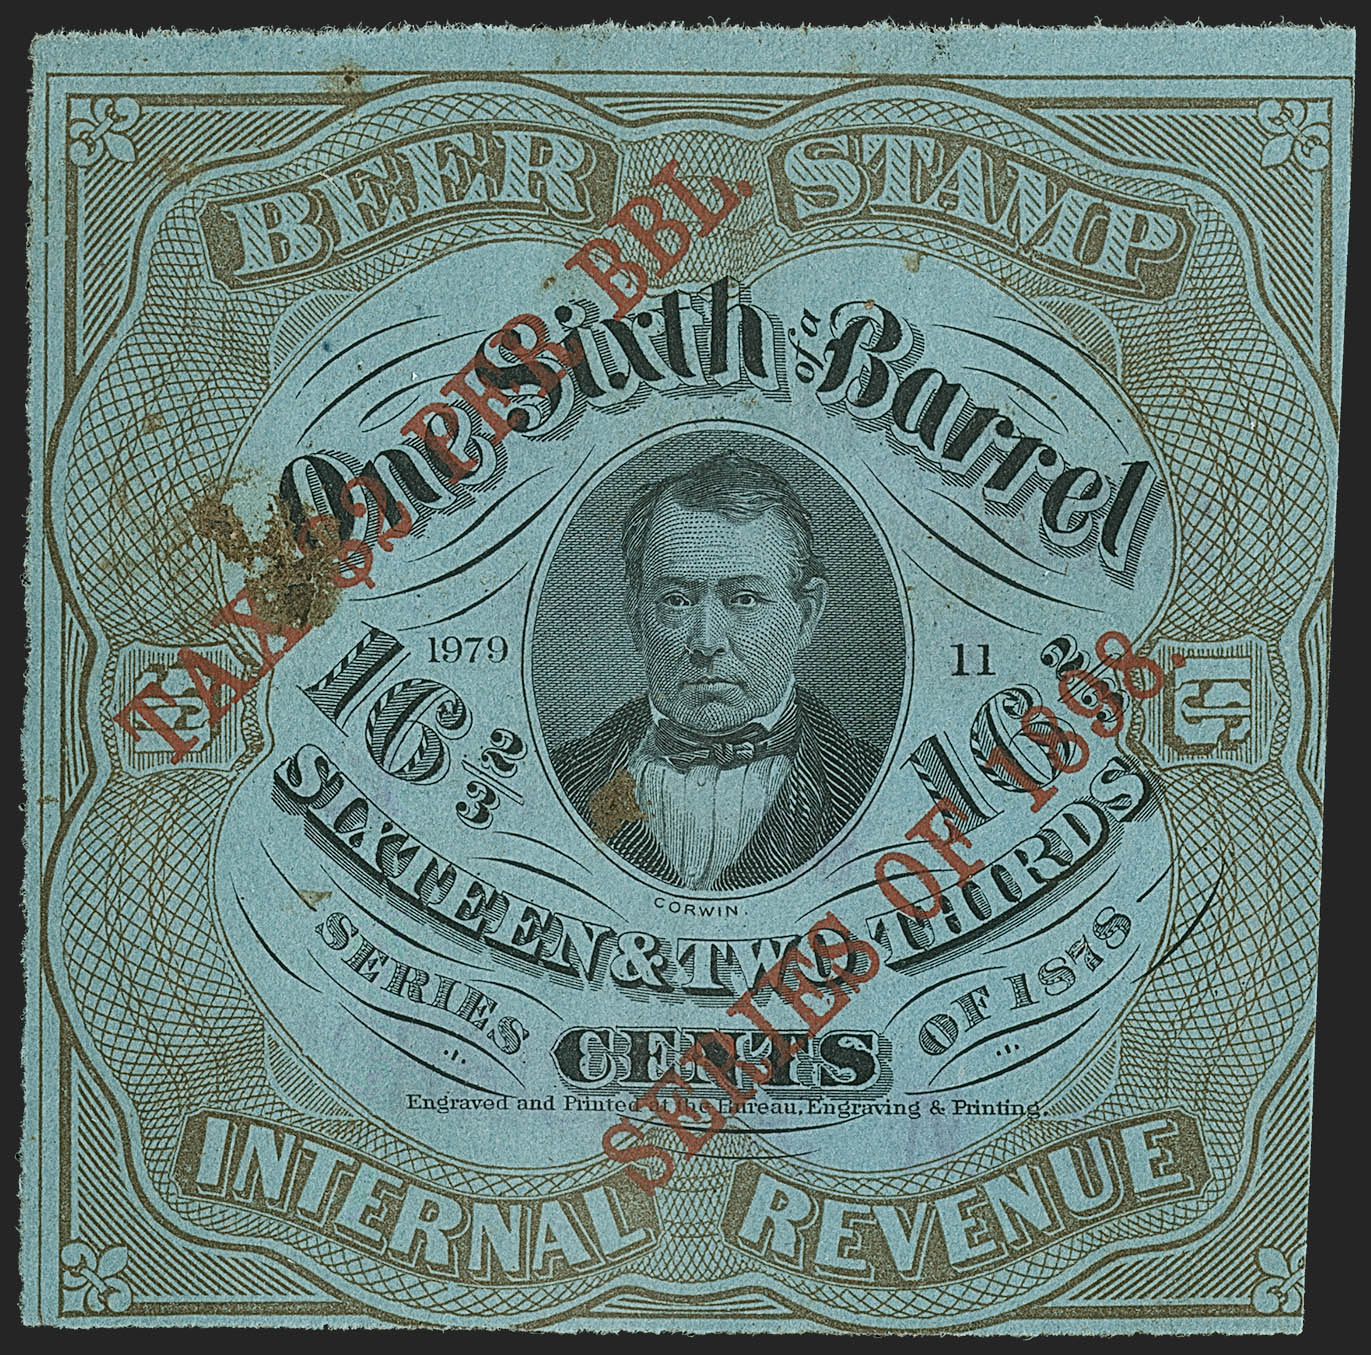 BEER STAMP
One Sixth of a Barrel
TAX $2 PER BBL.
1979
11
16 2/3
16 2/3
US
US
CORWIN.
SIXTEEN & TWO THIRDS
CENTS
SERIES OF 1878
SERIES OF 1898.
Engraved and Printed at the Bureau, Engraving & Printing.
INTERNAL REVENUE